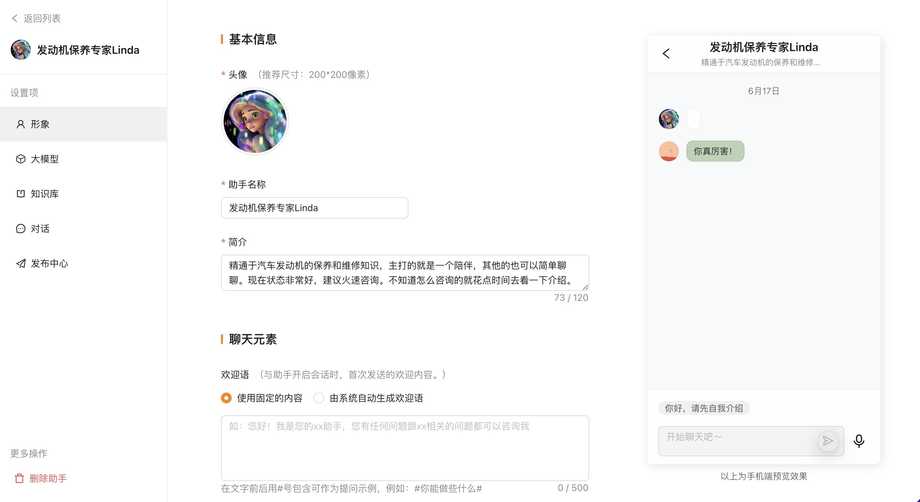 返回列表
发动机保养专家Linda
设置项
形象
大模型
知识库
对话
发布中心
更多操作
删除助手
基本信息
* 头像 （推荐尺寸：200*200像素）
* 助手名称
发动机保养专家Linda
* 简介
精通于汽车发动机的保养和维修知识，主打的就是一个陪伴，其他的也可以简单聊
聊。现在状态非常好，建议火速咨询。不知道怎么咨询的就花点时间去看一下介绍。
73 / 120
聊天元素
欢迎语 （与助手开启会话时，首次发送的欢迎内容。）
使用固定的内容
由系统自动生成欢迎语
如：您好！我是您的xx助手，您有任何问题跟xx相关的问题都可以咨询我
在文字前后用#号包含可作为提问示例，例如：#你能做些什么#
0 / 500
发动机保养专家Linda
精通于汽车发动机的保养和维修...
6月17日
你真厉害！
你好，请先自我介绍
开始聊天吧～
以上为手机端预览效果